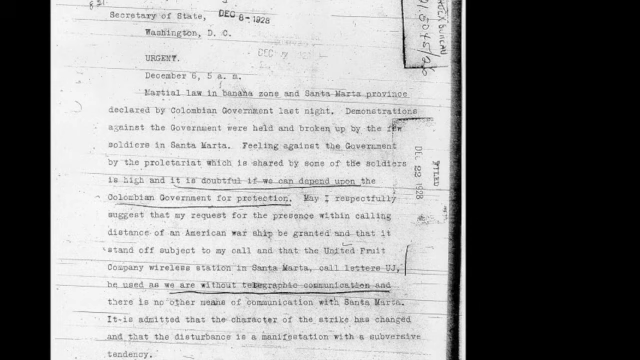 Secretary of State,
DEC 6-1928
Washington, D. C.
URGENT.
December 6, 5 a. m.
Martial law in banana zone and Santa Marta province
declared by Colombian Government last night. Demonstrations
against the Government were held and broken up by the few
soldiers in Santa Marta. Feeling against the Government
by the proletariat which is shared by some of the soldiers
is high and it is doubtful if we can depend upon the
Colombian Government for protection. May I respectfully
suggest that my request for the presence within calling
distance of an American war ship be granted and that it
stand off subject to my call and that the United Fruit
Company wireless station in Santa Marta, call letters UJ,
be used as we are without telegraphic communication and
there is no other means of communication with Santa Marta.
It is admitted that the character of the strike has changed
and that the disturbance is a manifestation with a subversive
tendency.
FILED
DEC 22 1928